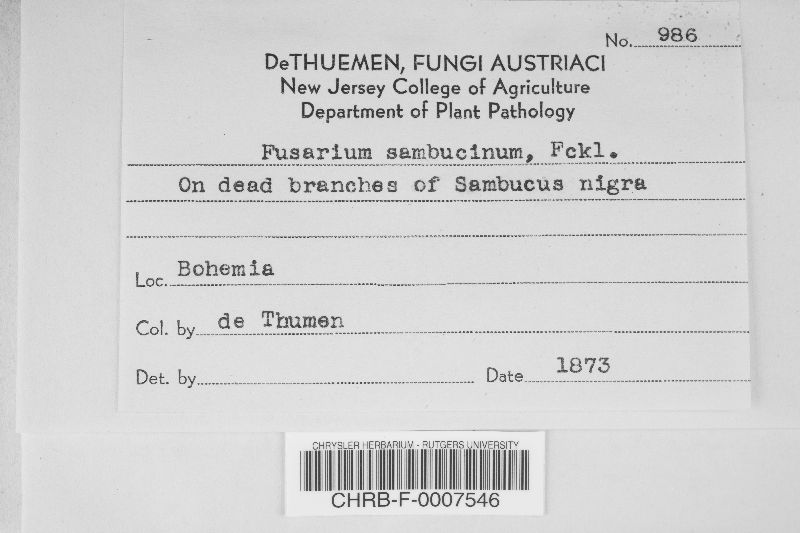 No. 986
DeTHUEMEN, FUNGI AUSTRIACI
New Jersey College of Agriculture
Department of Plant Pathology
Fusarium sambucinum, Fckl.
On dead branches of Sambucus nigra
Loc. Bohemia
Col. by de Thumen
Det. by
Date 1873
CHRYSLER HERBARIUM - RUTGERS UNIVERSITY
CHRB-F-0007546